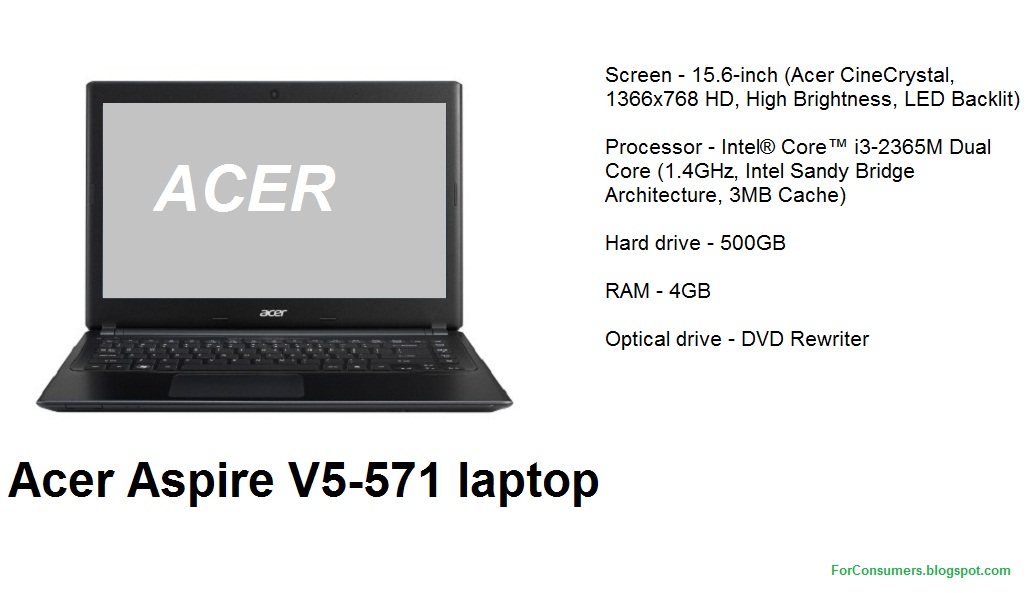 ACER
acer
Screen - 15.6-inch (Acer CineCrystal,
1366x768 HD, High Brightness, LED Backlit)
Processor - Intel® Core™ i3-2365M Dual
Core (1.4GHz, Intel Sandy Bridge
Architecture, 3MB Cache)
Hard drive - 500GB
RAM - 4GB
Optical drive - DVD Rewriter
Acer Aspire V5-571 laptop
ForConsumers.blogspot.com